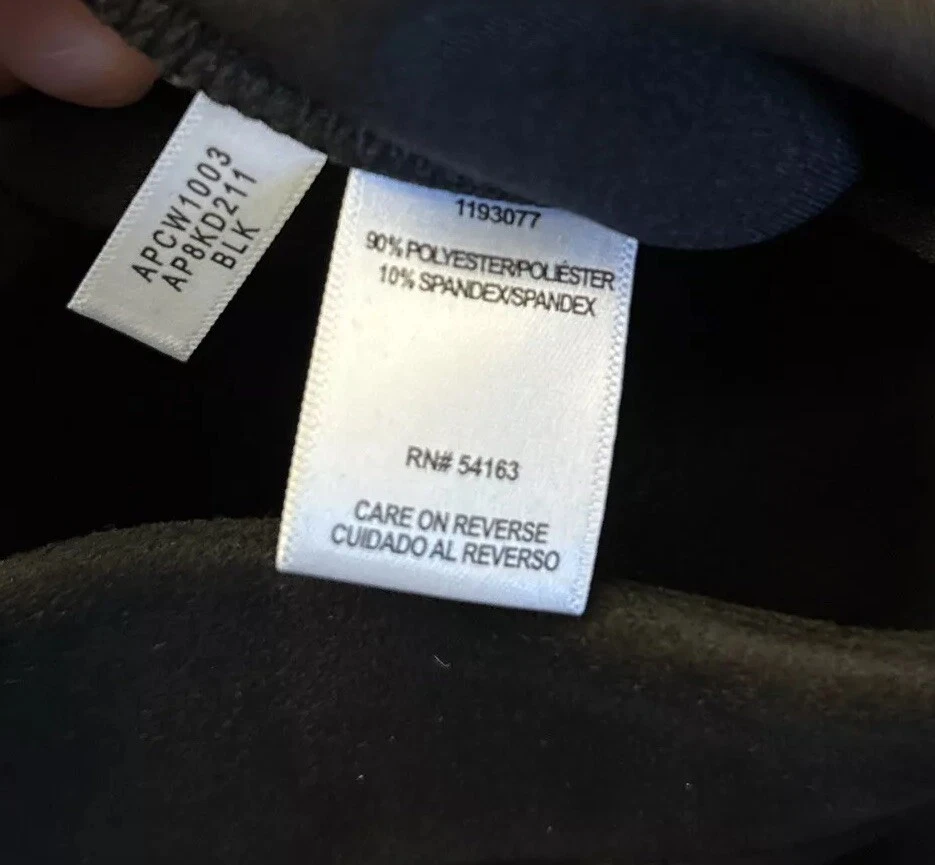 APCW1003
AP8KD211
BLK
1193077
90% POLYESTER/POLIÉSTER
10% SPANDEX/SPANDEX
RN# 54163
CARE ON REVERSE
CUIDADO AL REVERSO